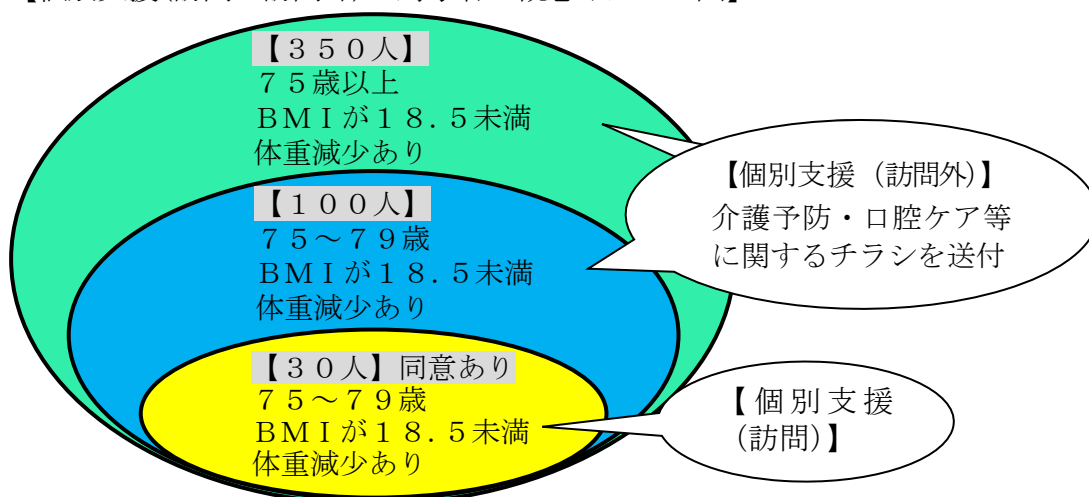 【３５０人】
７５歳以上
ＢＭＩが１８.５未満
体重減少あり
【個別支援（訪問外）】
介護予防・口腔ケア等
に関するチラシを送付
【１００人】
７５～７９歳
ＢＭＩが１８.５未満
体重減少あり
【３０人】同意あり
７５～７９歳
ＢＭＩが１８.５未満
体重減少あり
【個別支援
（訪問）】